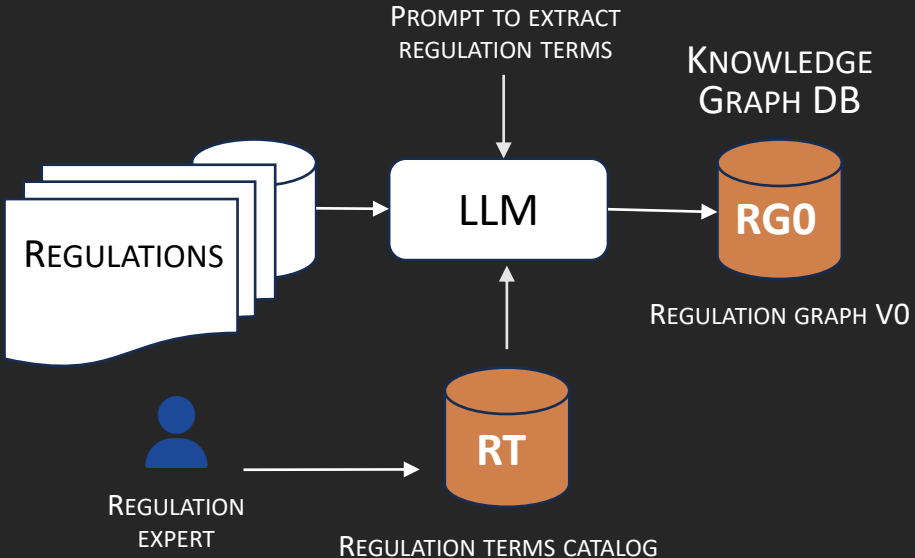 Prompt to extract
regulation terms
Knowledge
Graph DB
Regulations
LLM
RG0
Regulation graph V0
RT
Regulation
expert
Regulation terms catalog